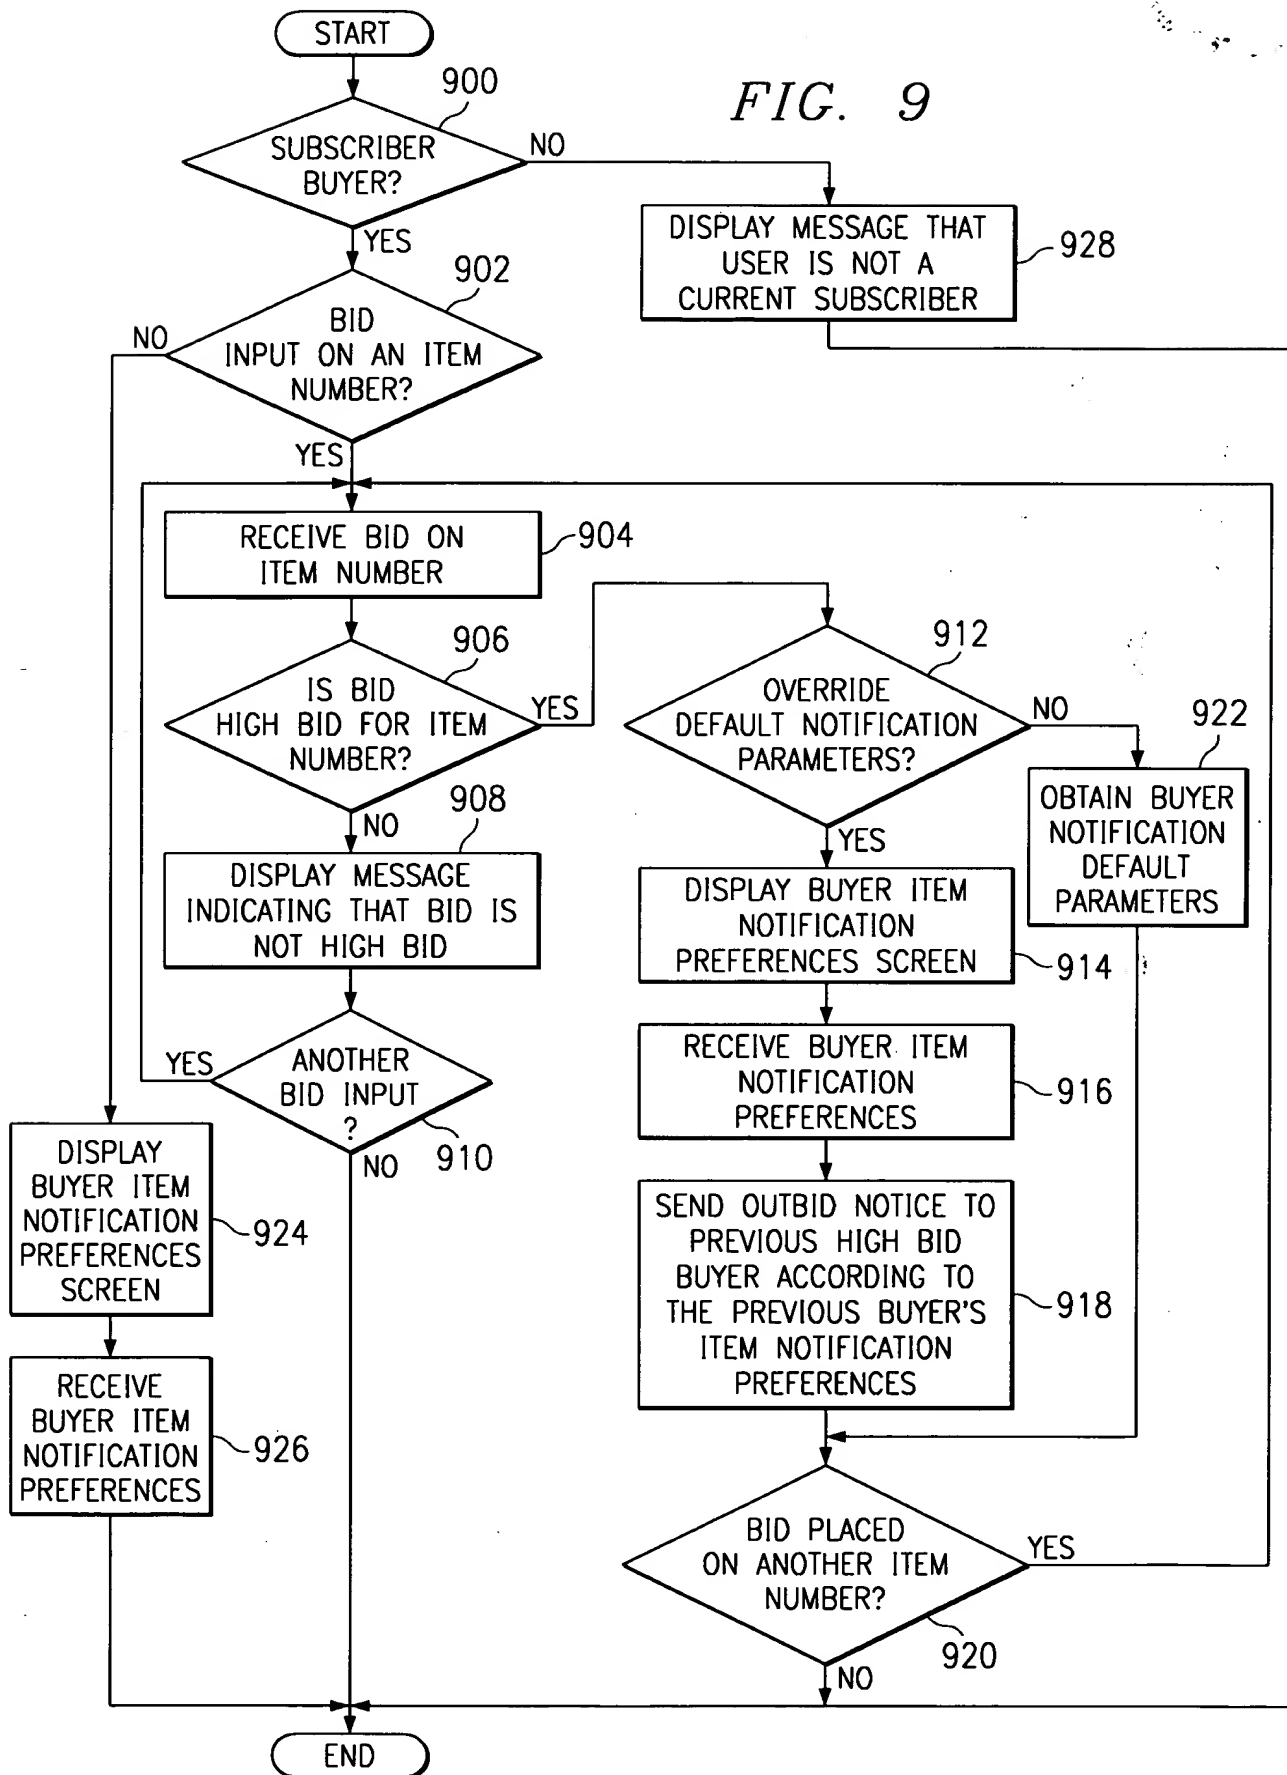 START
FIG. 9
900
SUBSCRIBER
BUYER?
NO
YES
DISPLAY MESSAGE THAT
USER IS NOT A
CURRENT SUBSCRIBER
928
902
BID
INPUT ON AN ITEM
NUMBER?
NO
YES
RECEIVE BID ON
ITEM NUMBER
904
906
IS BID
HIGH BID FOR ITEM
NUMBER?
YES
NO
908
DISPLAY MESSAGE
INDICATING THAT BID IS
NOT HIGH BID
ANOTHER
BID INPUT
?
YES
910
NO
912
OVERRIDE
DEFAULT NOTIFICATION
PARAMETERS?
NO
YES
922
OBTAIN BUYER
NOTIFICATION
DEFAULT
PARAMETERS
DISPLAY BUYER ITEM
NOTIFICATION
PREFERENCES SCREEN
914
RECEIVE BUYER ITEM
NOTIFICATION
PREFERENCES
916
SEND OUTBID NOTICE TO
PREVIOUS HIGH BID
BUYER ACCORDING TO
THE PREVIOUS BUYER'S
ITEM NOTIFICATION
PREFERENCES
918
BID PLACED
ON ANOTHER ITEM
NUMBER?
YES
920
NO
DISPLAY
BUYER ITEM
NOTIFICATION
PREFERENCES
SCREEN
924
RECEIVE
BUYER ITEM
NOTIFICATION
PREFERENCES
926
END